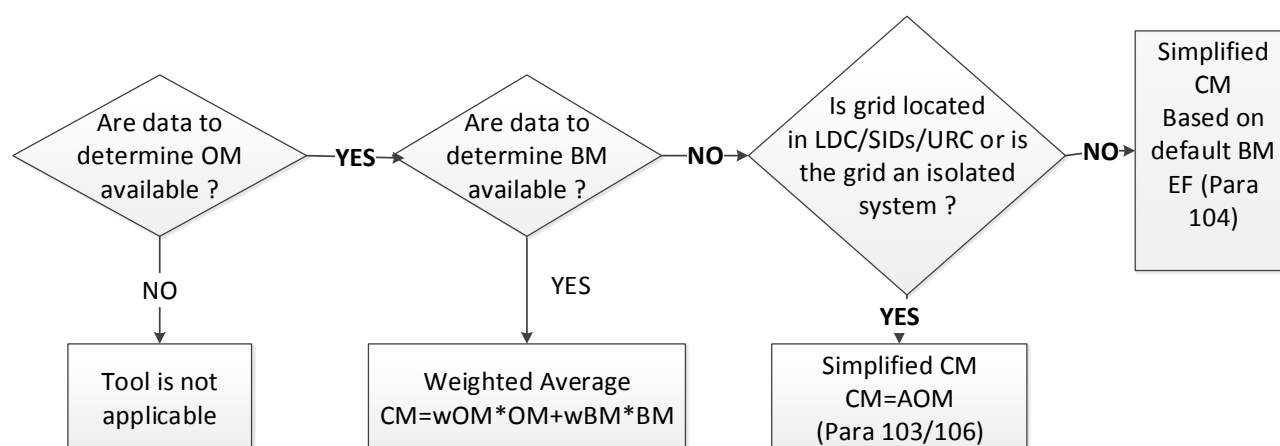 Are data to
determine OM
available ?
YES
NO
Tool is not
applicable
Are data to
determine BM
available ?
NO
YES
Weighted Average
CM=wOM*OM+wBM*BM
Is grid located
in LDC/SIDs/URC or is
the grid an isolated
system ?
NO
YES
Simplified CM
CM=AOM
(Para 103/106)
Simplified
CM
Based on
default BM
EF (Para
104)